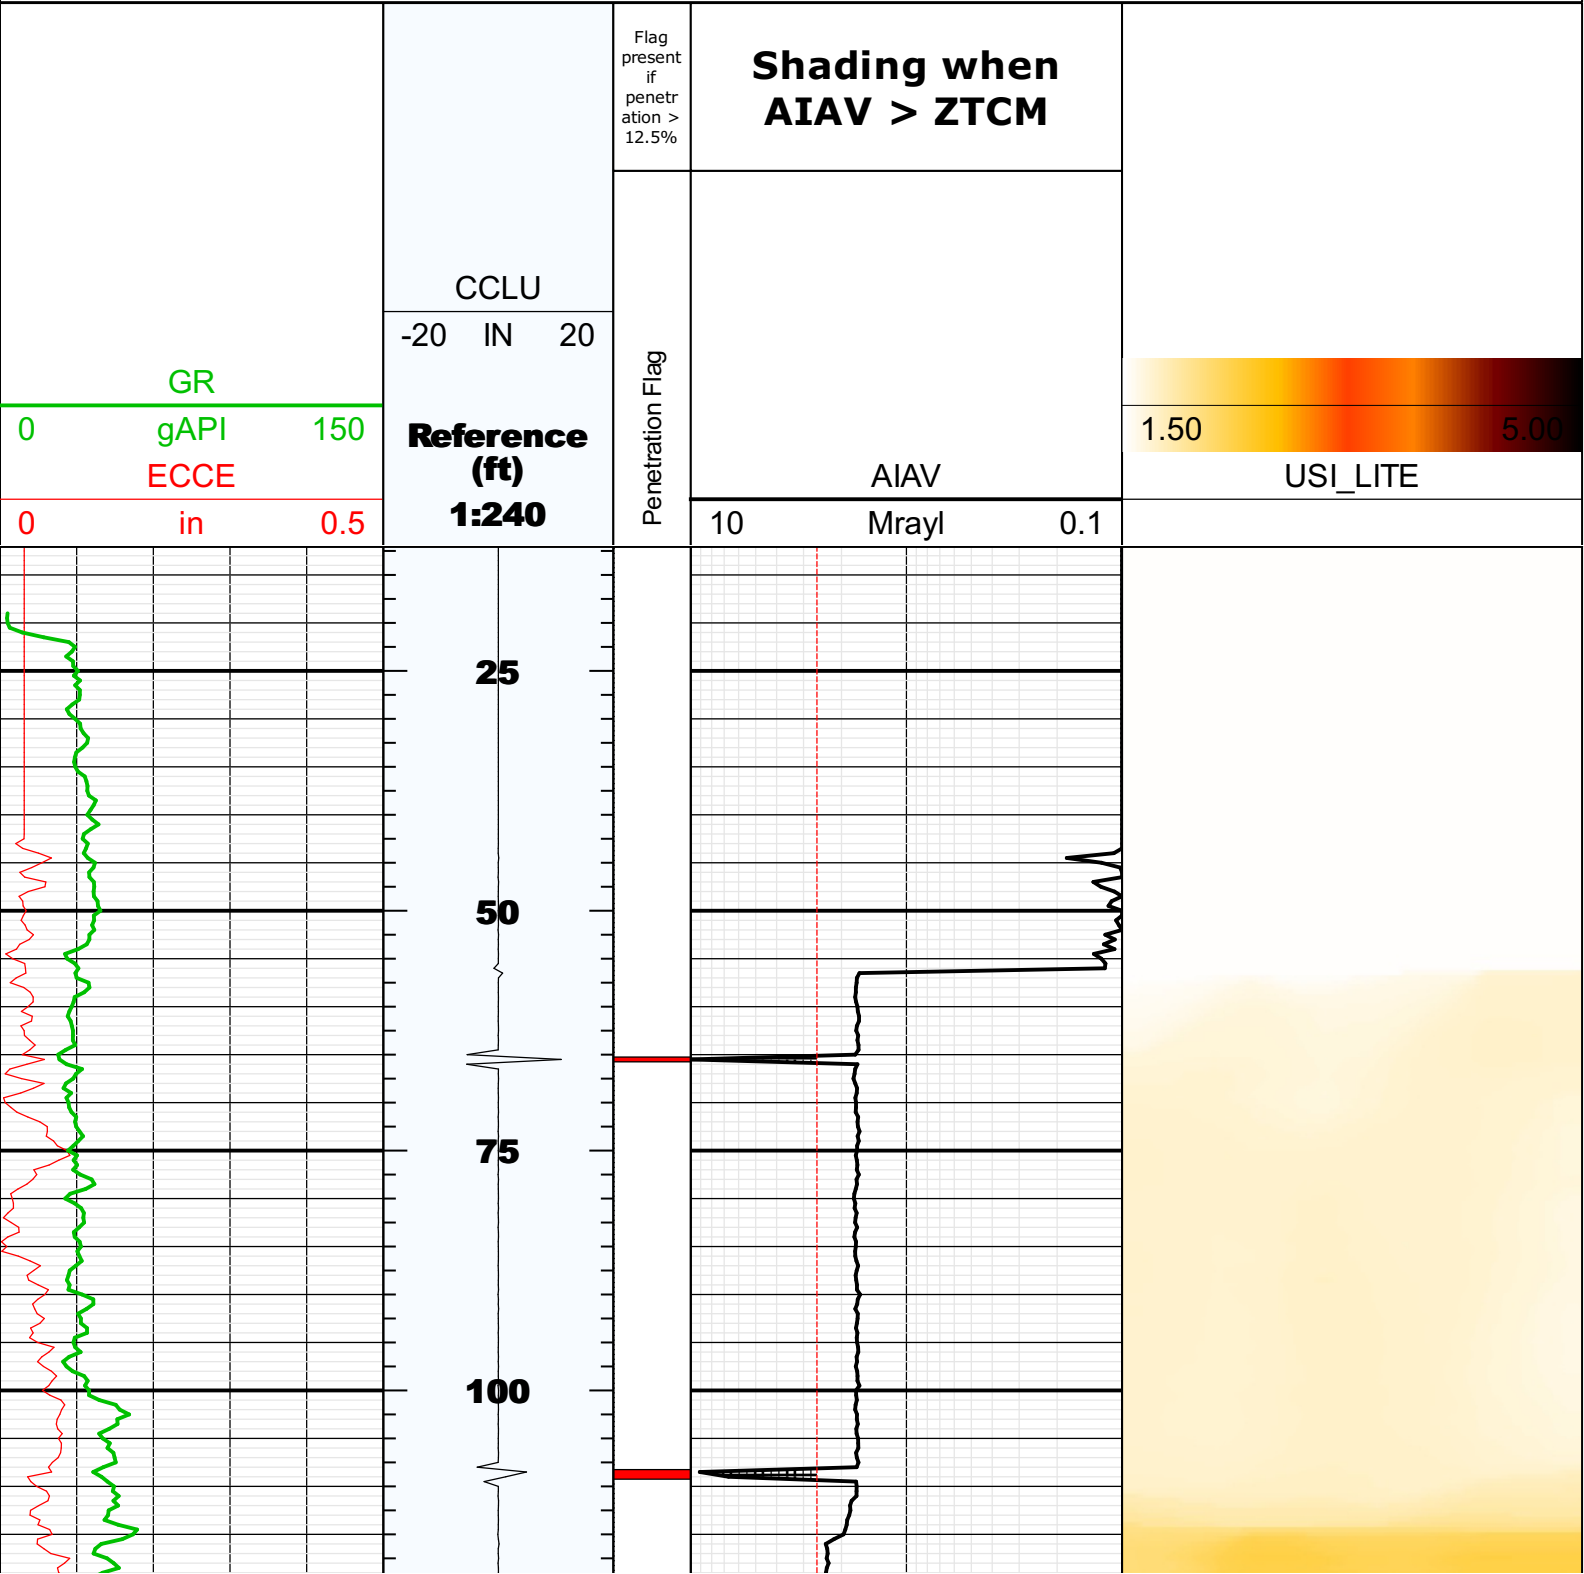 Flag
present
if
penetr
ation >
12.5%
Shading when
AIAV > ZTCM
CCLU
-20 IN 20
GR
0 gAPI 150
ECCE
0 in 0.5
Reference
(ft)
1:240
Penetration Flag
AIAV
10 Mrayl 0.1
1.50 5.00
USI_LITE
25
50
75
100